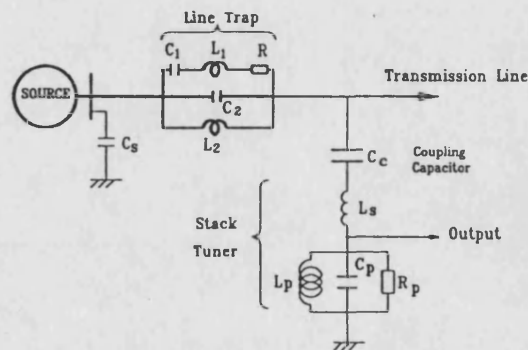 Line Trap
C1 L1 R
SOURCE
C2
Transmission Line
L2
Cs
Cc
Coupling
Capacitor
Ls
Stack
Tuner
Output
Lp Cp Rp